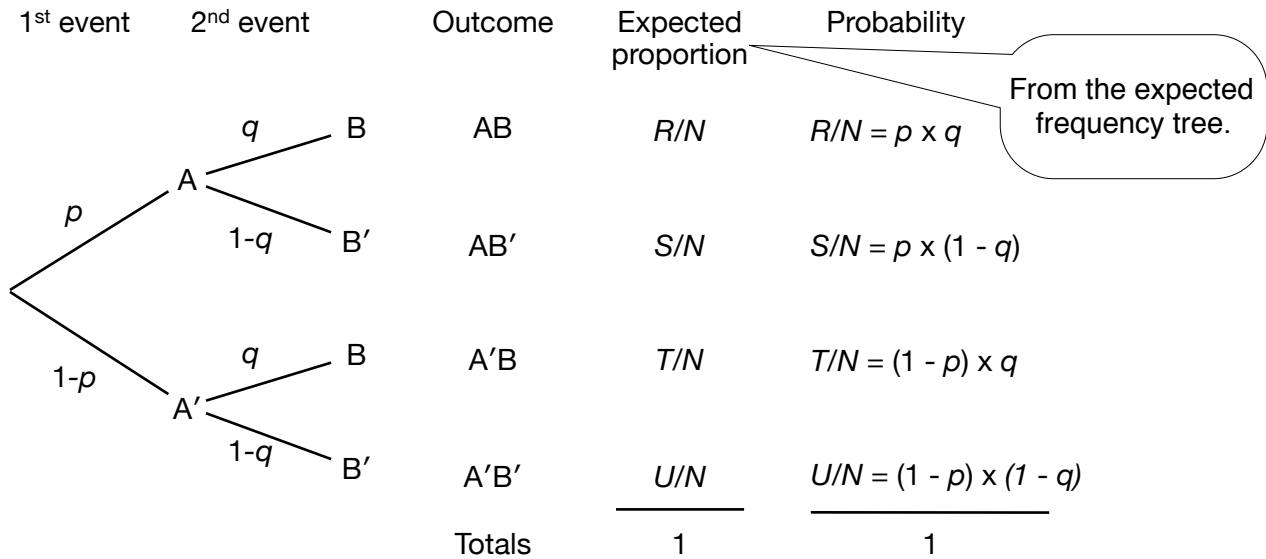 1st event 2nd event Outcome Expected proportion Probability
From the expected
frequency tree.
q B AB R/N R/N = p x q
A
p 1-q B′ AB′ S/N S/N = p x (1 - q)
1-p q B A′B T/N T/N = (1 - p) x q
A′
1-q B′ A′B′ U/N U/N = (1 - p) x (1 - q)
Totals 1 1